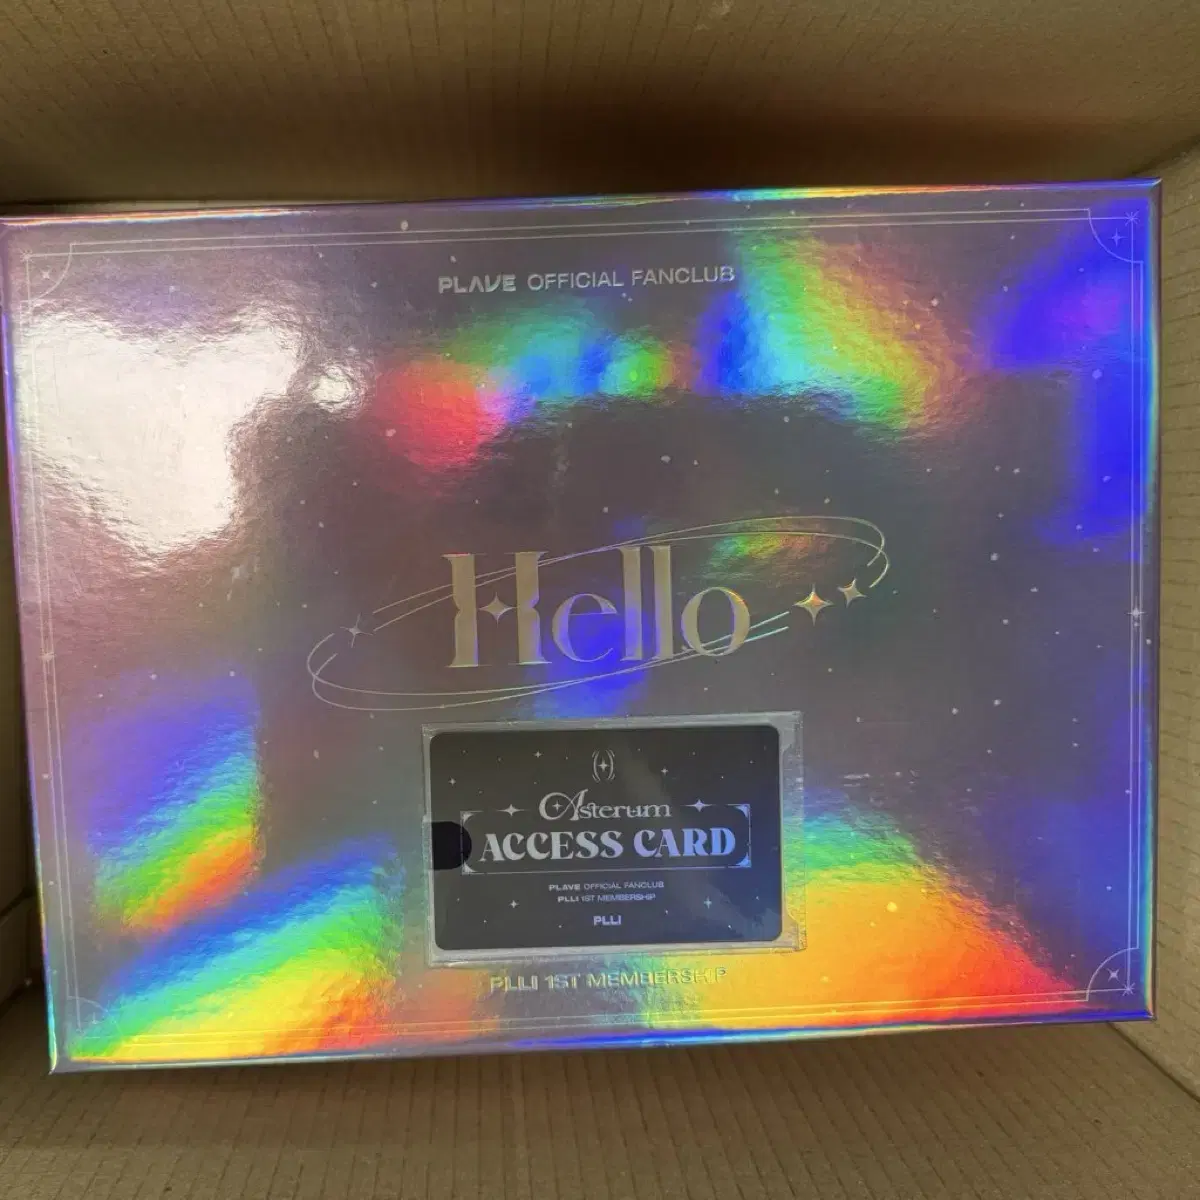 PLAVE OFFICIAL FANCLUB
Hello
Asterum
ACCESS CARD
PLAVE OFFICIAL FANCLUB
PLLI 1ST MEMBERSHIP
PLLI
PLLI 1ST MEMBERSHIP